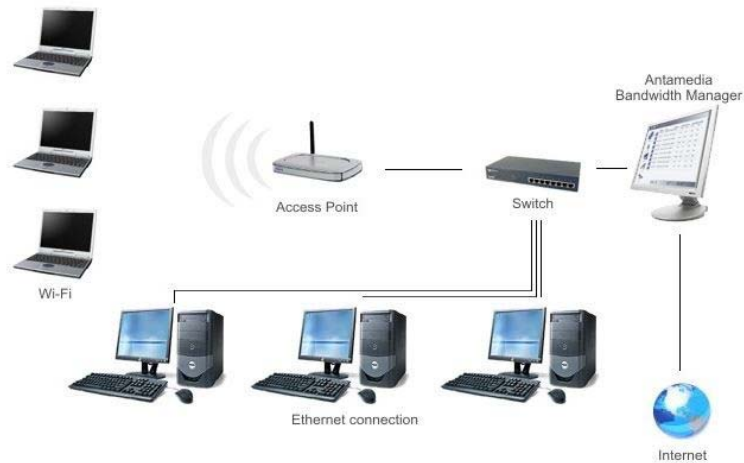 Antamedia
Bandwidth Manager
Access Point
Switch
Wi-Fi
Ethernet connection
Internet